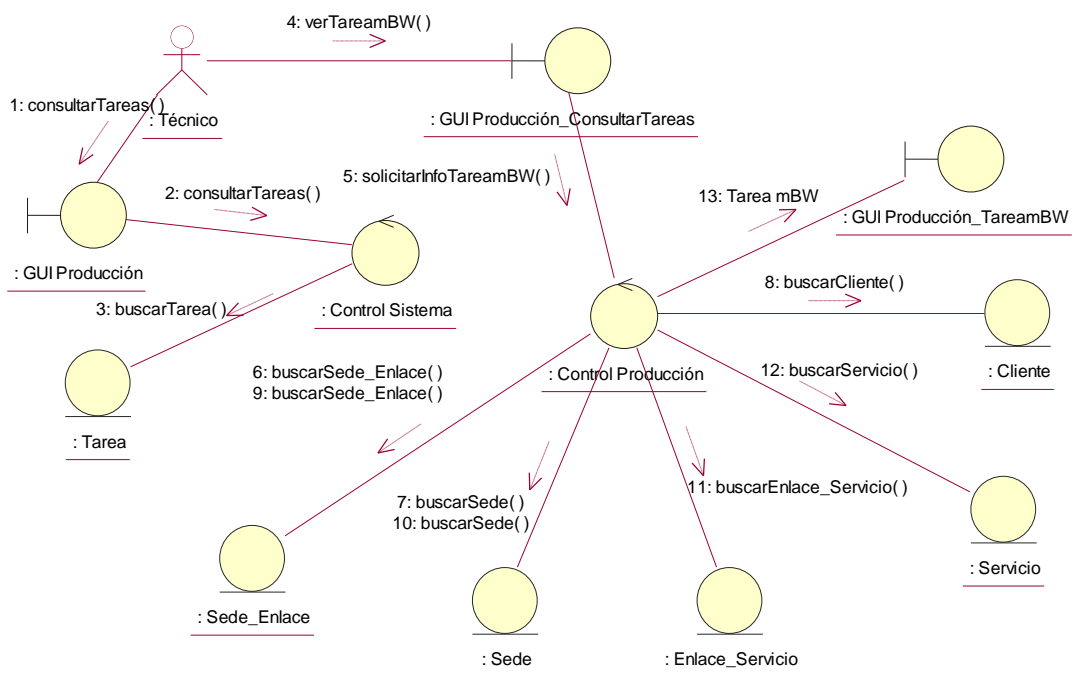 4: verTareamBW( )
1: consultarTareas( )
: Técnico
: GUI Producción_ConsultarTareas
2: consultarTareas( )
5: solicitarInfoTareamBW( )
13: Tarea mBW
: GUI Producción_TareamBW
: GUI Producción
8: buscarCliente( )
3: buscarTarea( )
: Control Sistema
6: buscarSede_Enlace( )
9: buscarSede_Enlace( )
: Control Producción
12: buscarServicio( )
: Cliente
: Tarea
11: buscarEnlace_Servicio( )
7: buscarSede( )
10: buscarSede( )
: Servicio
: Sede_Enlace
: Sede
: Enlace_Servicio